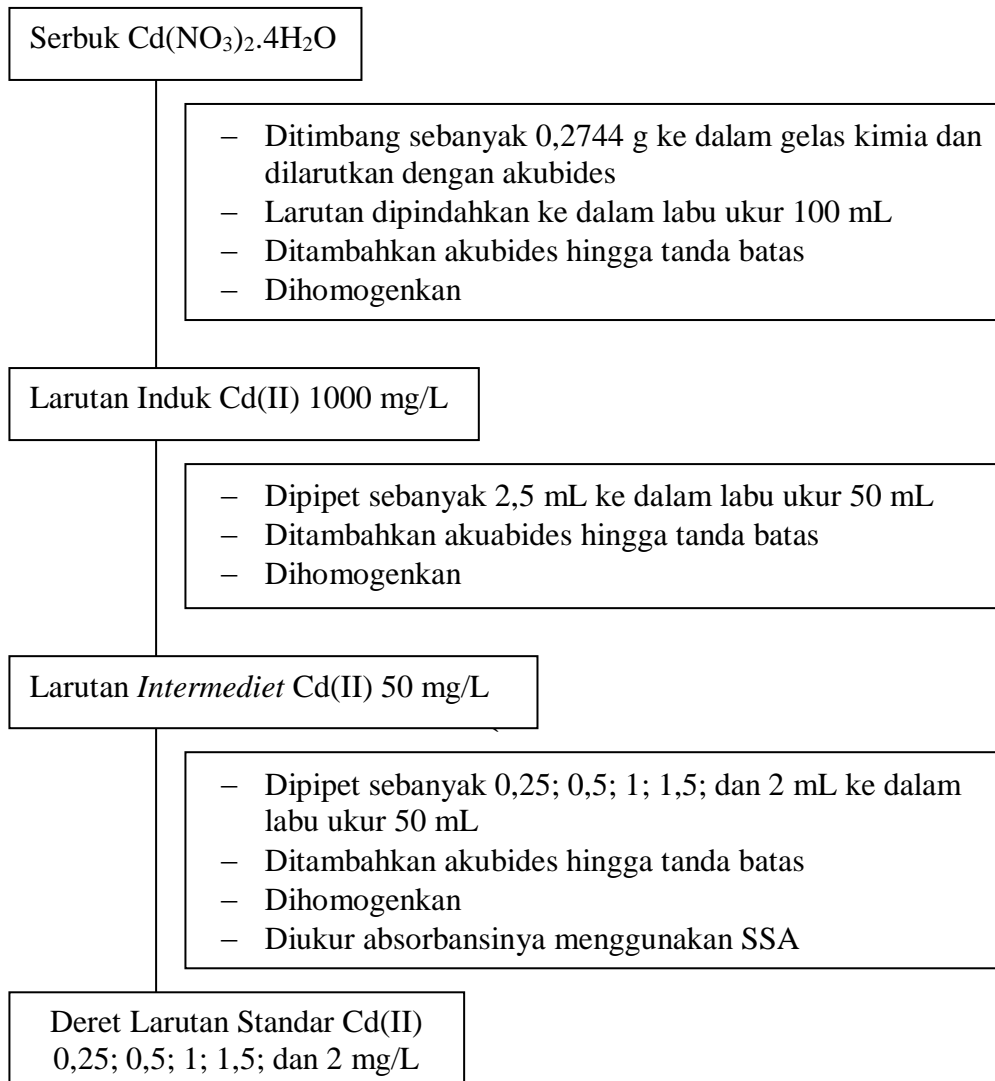 Serbuk Cd(NO₃)₂.4H₂O
– Ditimbang sebanyak 0,2744 g ke dalam gelas kimia dan
dilarutkan dengan akubides
– Larutan dipindahkan ke dalam labu ukur 100 mL
– Ditambahkan akubides hingga tanda batas
– Dihomogenkan
Larutan Induk Cd(II) 1000 mg/L
– Dipipet sebanyak 2,5 mL ke dalam labu ukur 50 mL
– Ditambahkan akuabides hingga tanda batas
– Dihomogenkan
Larutan Intermediet Cd(II) 50 mg/L
– Dipipet sebanyak 0,25; 0,5; 1; 1,5; dan 2 mL ke dalam
labu ukur 50 mL
– Ditambahkan akubides hingga tanda batas
– Dihomogenkan
– Diukur absorbansinya menggunakan SSA
Deret Larutan Standar Cd(II)
0,25; 0,5; 1; 1,5; dan 2 mg/L